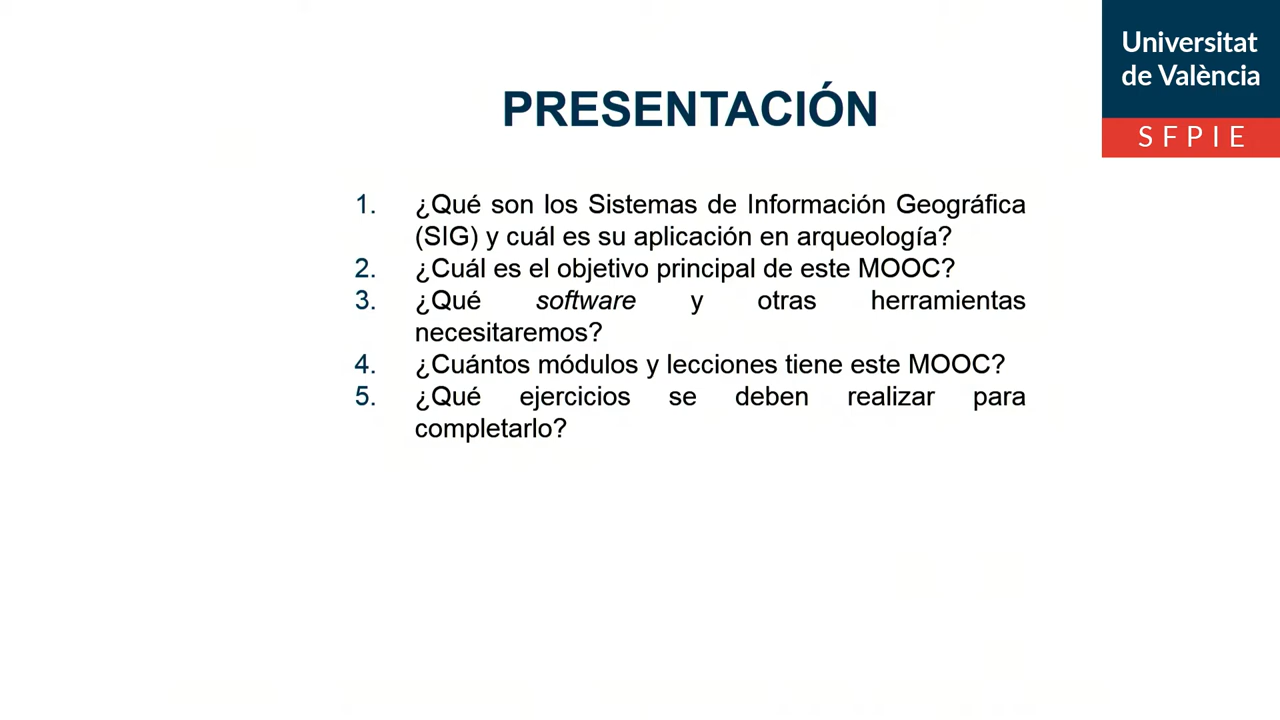 Universitat
de València
SFPIE
PRESENTACIÓN
1. ¿Qué son los Sistemas de Información Geográfica
(SIG) y cuál es su aplicación en arqueología?
2. ¿Cuál es el objetivo principal de este MOOC?
3. ¿Qué software y otras herramientas
necesitaremos?
4. ¿Cuántos módulos y lecciones tiene este MOOC?
5. ¿Qué ejercicios se deben realizar para
completarlo?